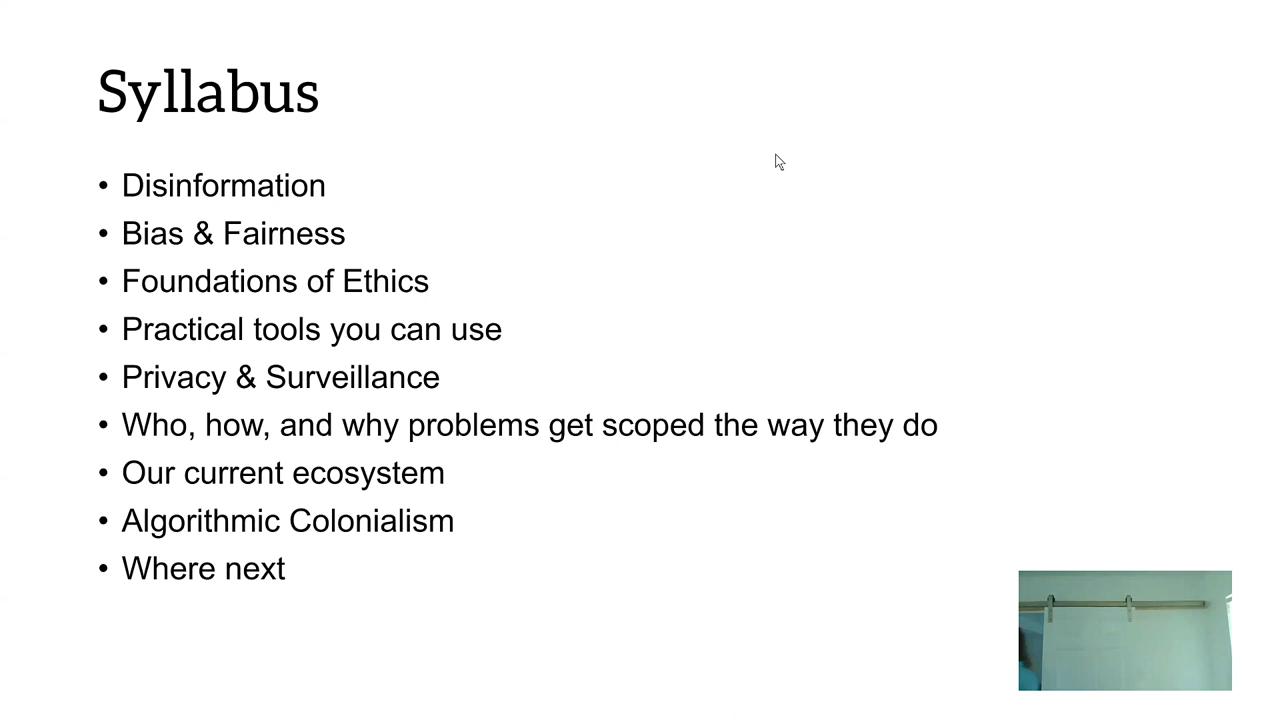 Syllabus
• Disinformation
• Bias & Fairness
• Foundations of Ethics
• Practical tools you can use
• Privacy & Surveillance
• Who, how, and why problems get scoped the way they do
• Our current ecosystem
• Algorithmic Colonialism
• Where next